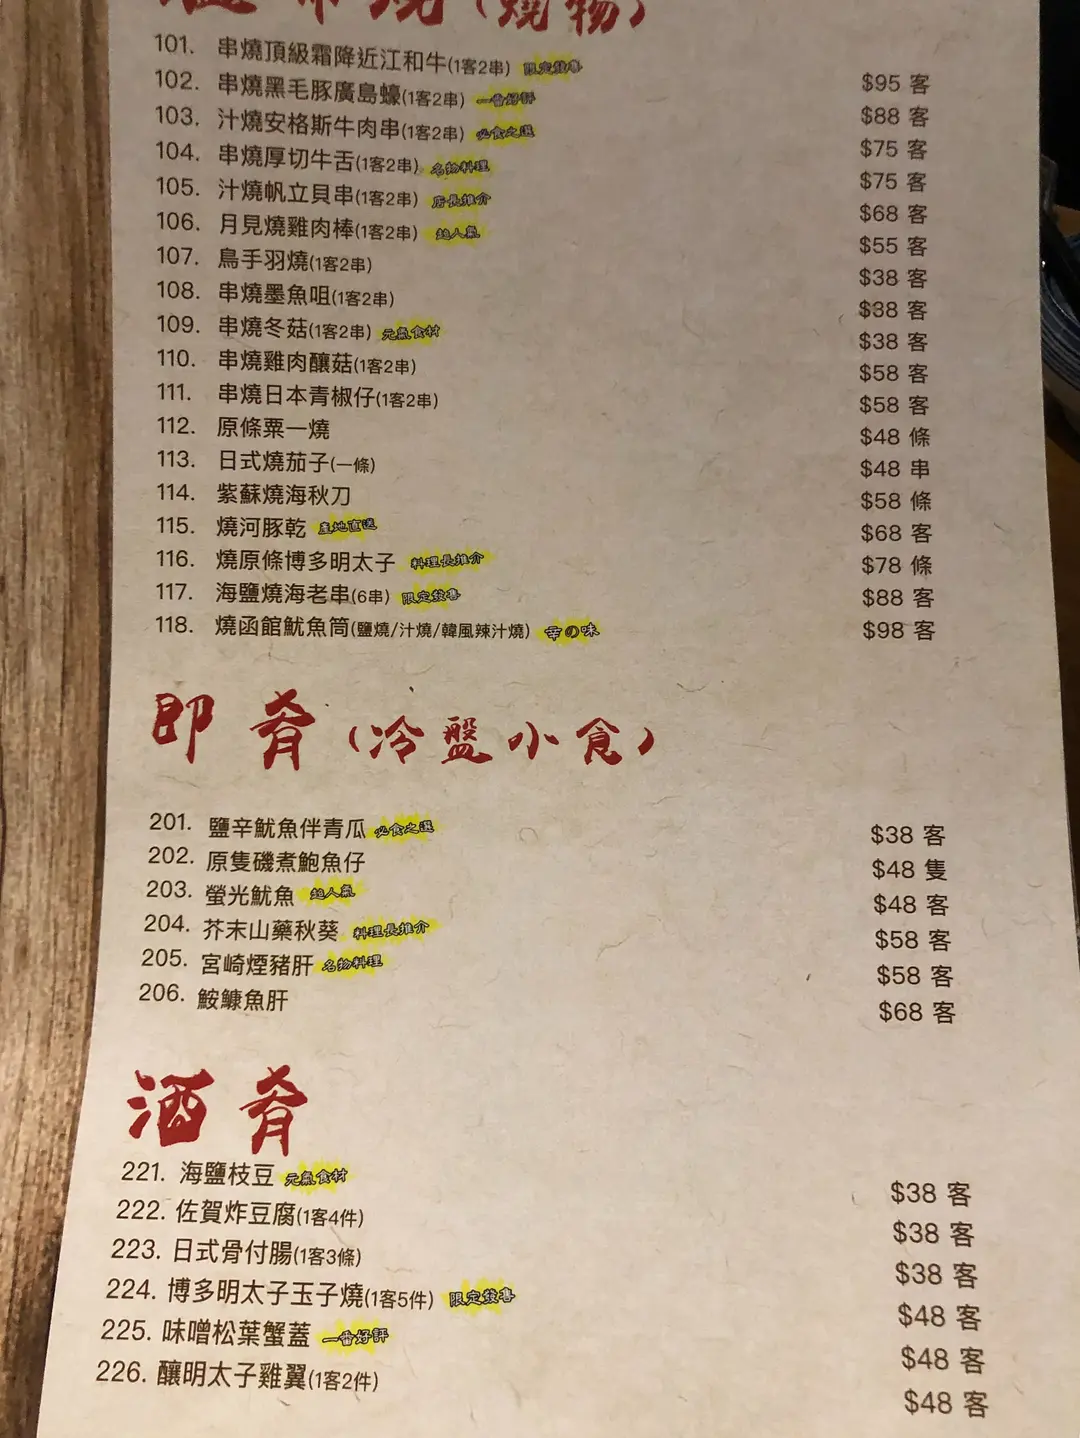 燒(燒物)
101. 串燒頂級霜降近江和牛(1客2串) 限定發售 $95 客
102. 串燒黑毛豚廣島蠔(1客2串) 一番好評 $88 客
103. 汁燒安格斯牛肉串(1客2串) 必食之選 $75 客
104. 串燒厚切牛舌(1客2串) 名物料理 $75 客
105. 汁燒帆立貝串(1客2串) 店長推介 $68 客
106. 月見燒雞肉棒(1客2串) 超人氣 $55 客
107. 鳥手羽燒(1客2串) $38 客
108. 串燒墨魚咀(1客2串) $38 客
109. 串燒冬菇(1客2串) 元氣食材 $38 客
110. 串燒雞肉釀菇(1客2串) $58 客
111. 串燒日本青椒仔(1客2串) $58 客
112. 原條粟一燒 $48 條
113. 日式燒茄子(一條) $48 串
114. 紫蘇燒海秋刀 $58 條
115. 燒河豚乾 產地直送 $68 客
116. 燒原條博多明太子 料理長推介 $78 條
117. 海鹽燒海老串(6串) 限定發售 $88 客
118. 燒函館魷魚筒(鹽燒/汁燒/韓風辣汁燒) 幸の味 $98 客
即肴(冷盤小食)
201. 鹽辛魷魚伴青瓜 必食之選 $38 客
202. 原隻磯煮鮑魚仔 $48 隻
203. 螢光魷魚 超人氣 $48 客
204. 芥末山藥秋葵 料理長推介 $58 客
205. 宮崎煙豬肝 名物料理 $58 客
206. 鮟鱇魚肝 $68 客
酒肴
221. 海鹽枝豆 元氣食材 $38 客
222. 佐賀炸豆腐(1客4件) $38 客
223. 日式骨付腸(1客3條) $38 客
224. 博多明太子玉子燒(1客5件) 限定發售 $48 客
225. 味噌松葉蟹蓋 一番好評 $48 客
226. 釀明太子雞翼(1客2件) $48 客